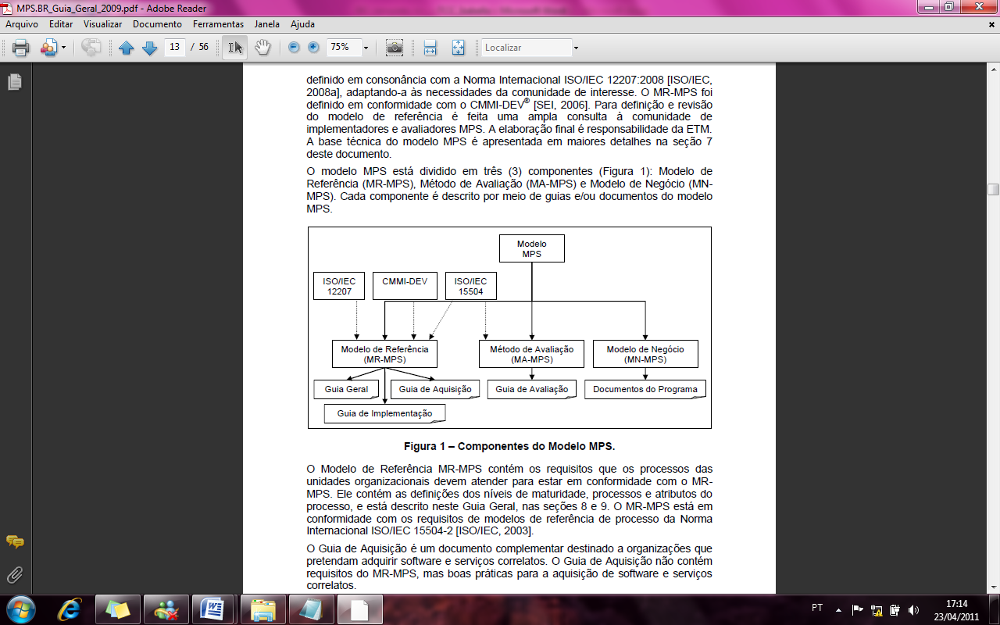 MPS.BR_Guia_Geral_2009.pdf - Adobe Reader
Arquivo Editar Visualizar Documento Ferramentas Janela Ajuda
13 / 56 75% Localizar
definido em consonância com a Norma Internacional ISO/IEC 12207:2008 [ISO/IEC,
2008a], adaptando-a às necessidades da comunidade de interesse. O MR-MPS foi
definido em conformidade com o CMMI-DEV® [SEI, 2006]. Para definição e revisão
do modelo de referência é feita uma ampla consulta à comunidade de
implementadores e avaliadores MPS. A elaboração final é responsabilidade da ETM.
A base técnica do modelo MPS é apresentada em maiores detalhes na seção 7
deste documento.
O modelo MPS está dividido em três (3) componentes (Figura 1): Modelo de
Referência (MR-MPS), Método de Avaliação (MA-MPS) e Modelo de Negócio (MN-
MPS). Cada componente é descrito por meio de guias e/ou documentos do modelo
MPS.
Modelo
MPS
ISO/IEC
12207
CMMI-DEV
ISO/IEC
15504
Modelo de Referência
(MR-MPS)
Método de Avaliação
(MA-MPS)
Modelo de Negócio
(MN-MPS)
Guia Geral
Guia de Aquisição
Guia de Avaliação
Documentos do Programa
Guia de Implementação
Figura 1 – Componentes do Modelo MPS.
O Modelo de Referência MR-MPS contém os requisitos que os processos das
unidades organizacionais devem atender para estar em conformidade com o MR-
MPS. Ele contém as definições dos níveis de maturidade, processos e atributos do
processo, e está descrito neste Guia Geral, nas seções 8 e 9. O MR-MPS está em
conformidade com os requisitos de modelos de referência de processo da Norma
Internacional ISO/IEC 15504-2 [ISO/IEC, 2003].
O Guia de Aquisição é um documento complementar destinado a organizações que
pretendam adquirir software e serviços correlatos. O Guia de Aquisição não contém
requisitos do MR-MPS, mas boas práticas para a aquisição de software e serviços
correlatos.
PT
17:14
23/04/2011